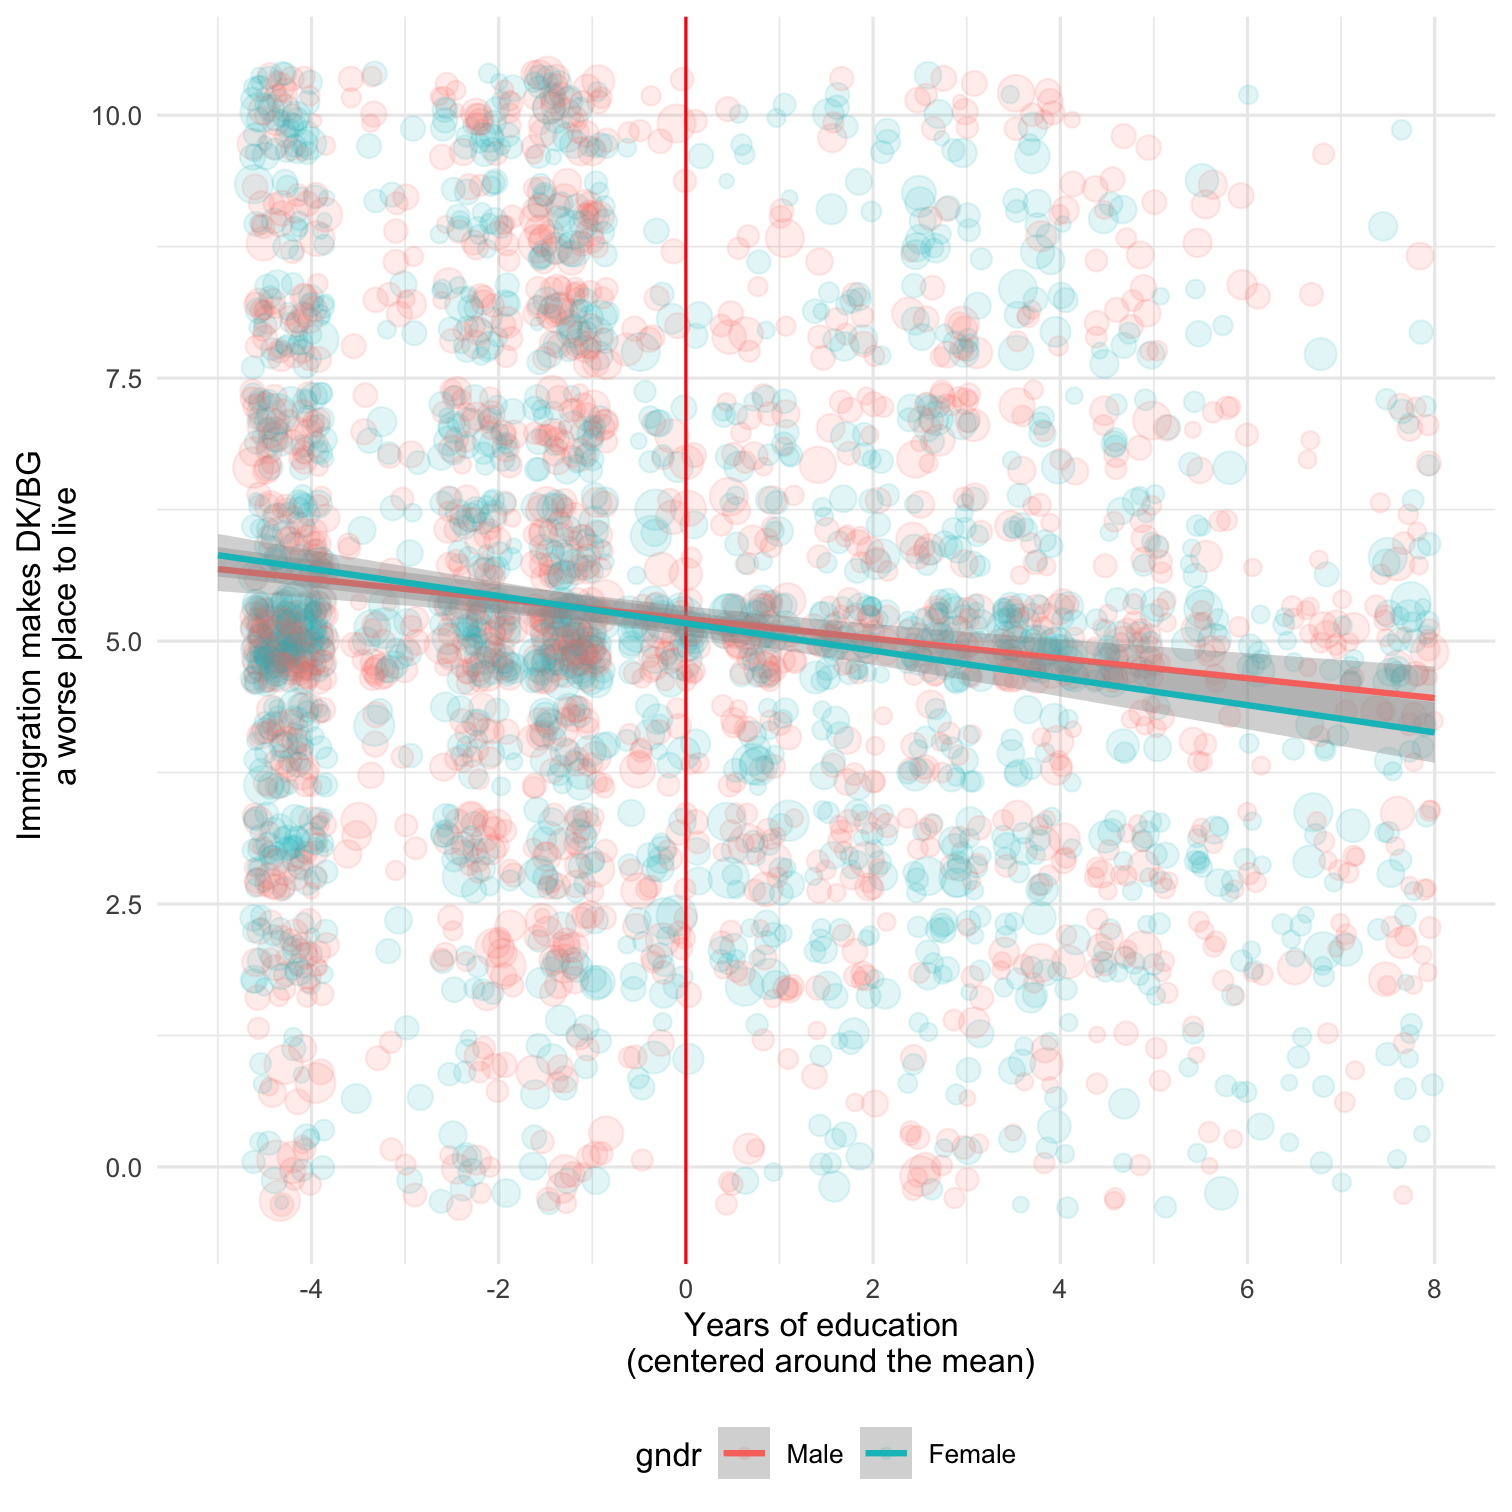 Immigration makes DK/BG
a worse place to live
10.0
7.5
5.0
2.5
0.0
-4 -2 0 2 4 6 8
Years of education
(centered around the mean)
gndr Male Female